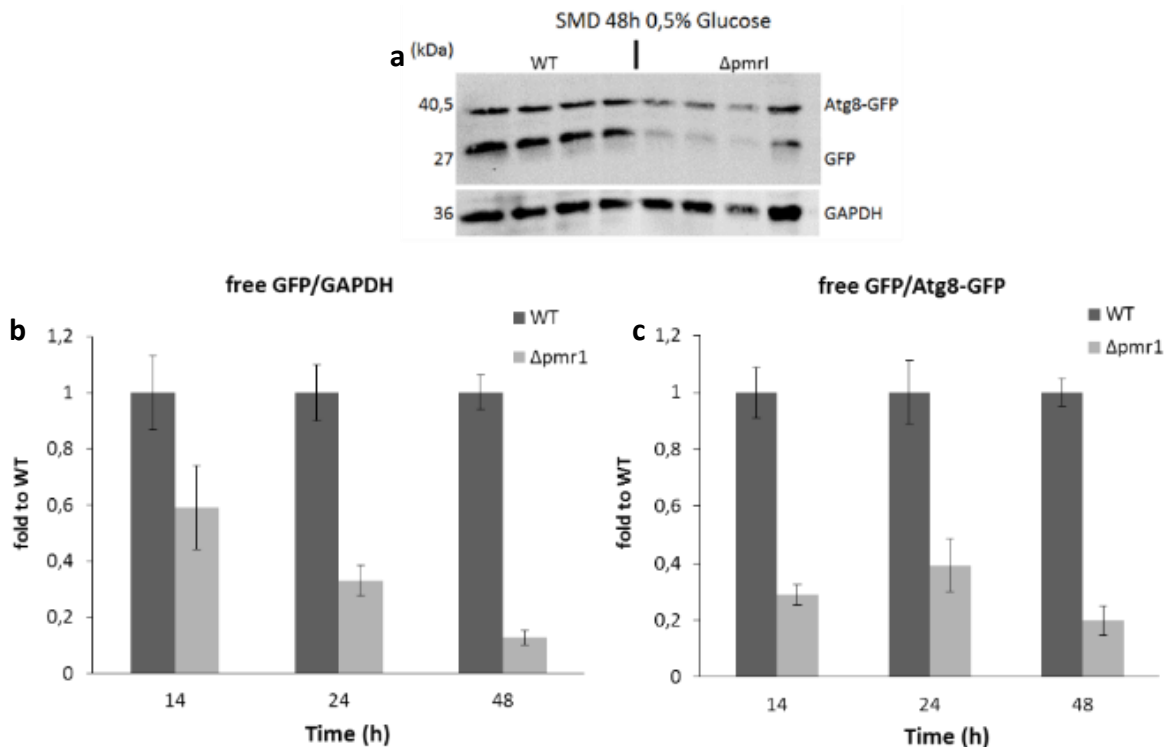 SMD 48h 0,5% Glucose
a (kDa)
WT
Δpmrl
40,5
Atg8-GFP
27
GFP
36
GAPDH
b
free GFP/GAPDH
WT
Δpmr1
fold to WT
1,2
1
0,8
0,6
0,4
0,2
0
14 24 48
Time (h)
c
free GFP/Atg8-GFP
WT
Δpmr1
fold to WT
1,2
1
0,8
0,6
0,4
0,2
0
14 24 48
Time (h)